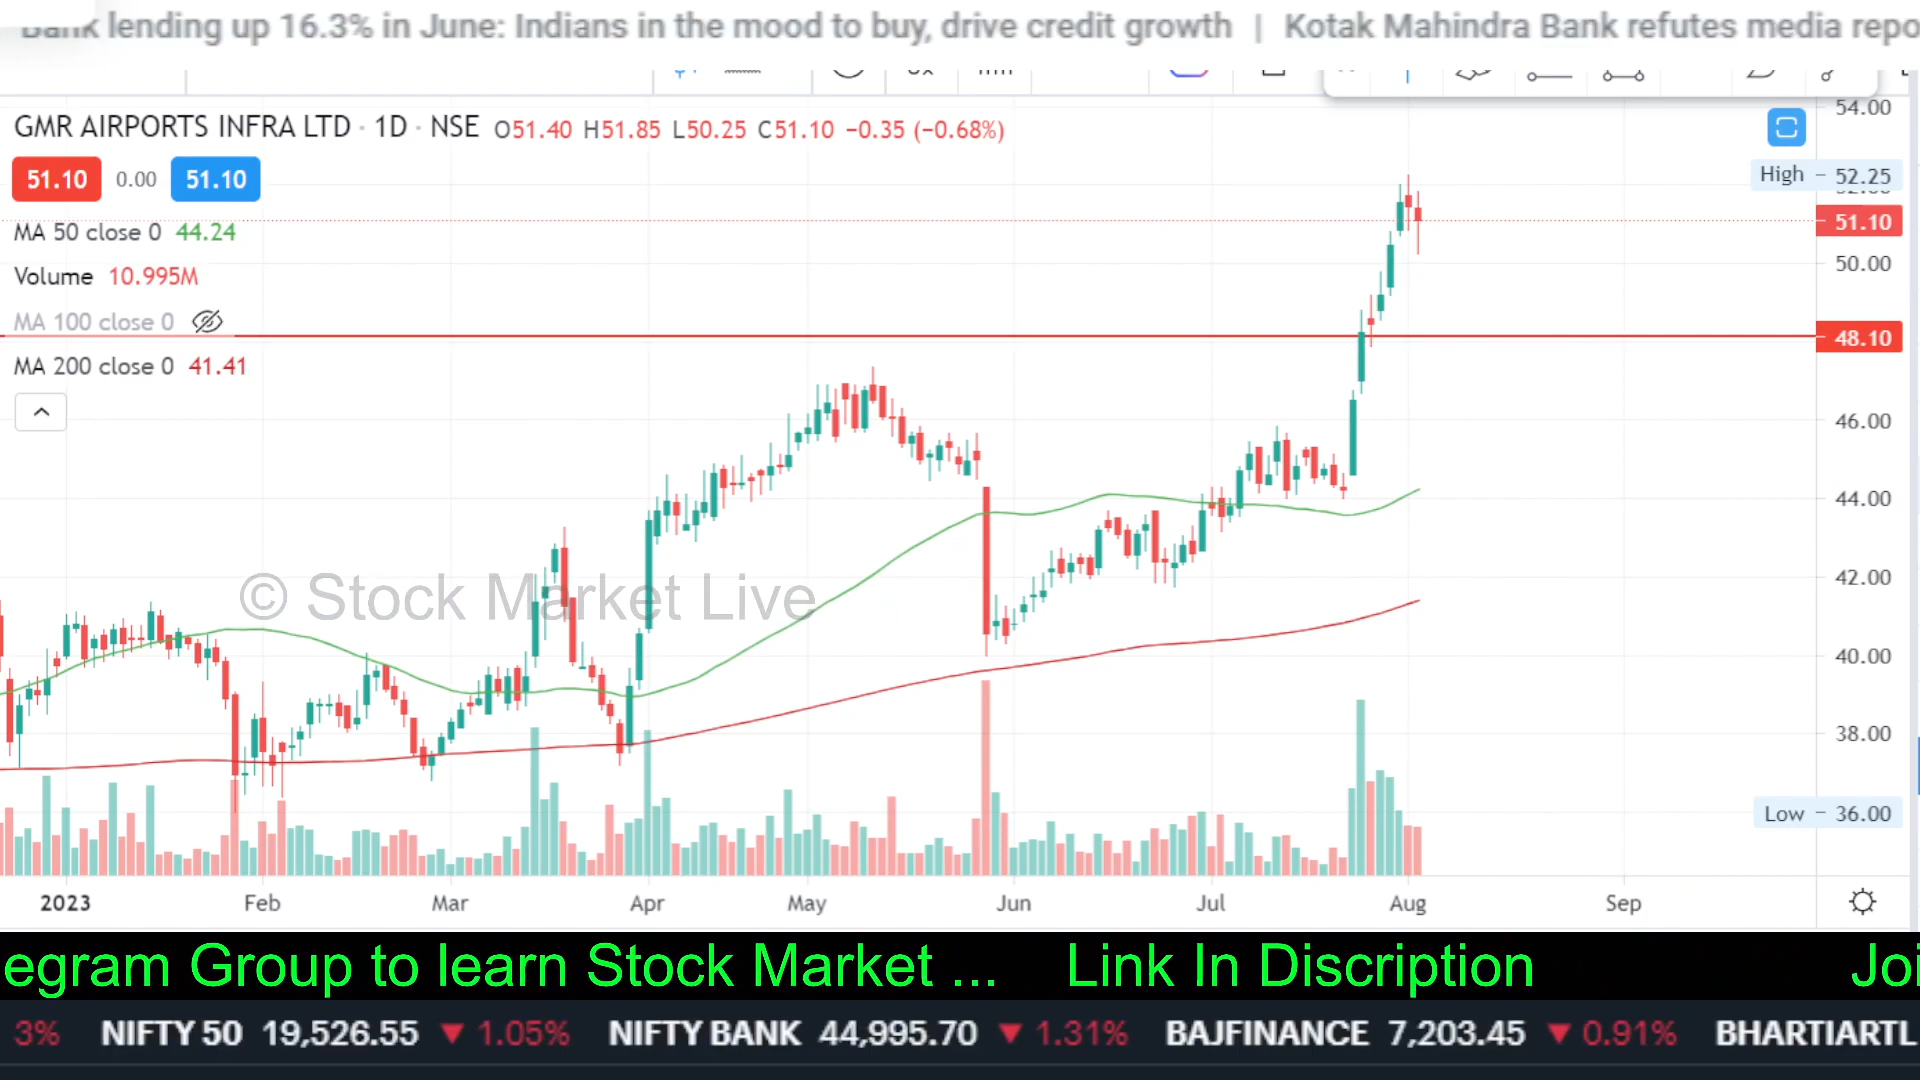 lending up 16.3% in June: Indians in the mood to buy, drive credit growth | Kotak Mahindra Bank refutes media repo
GMR AIRPORTS INFRA LTD · 1D · NSE O51.40 H51.85 L50.25 C51.10 −0.35 (−0.68%)
51.10 0.00 51.10
MA 50 close 0 44.24
Volume 10.995M
MA 100 close 0
MA 200 close 0 41.41
54.00
High 52.25
51.10
50.00
48.10
46.00
44.00
42.00
40.00
38.00
Low 36.00
© Stock Market Live
2023 Feb Mar Apr May Jun Jul Aug Sep
egram Group to learn Stock Market ... Link In Discription Joi
3% NIFTY 50 19,526.55 ▼ 1.05% NIFTY BANK 44,995.70 ▼ 1.31% BAJFINANCE 7,203.45 ▼ 0.91% BHARTIARTL